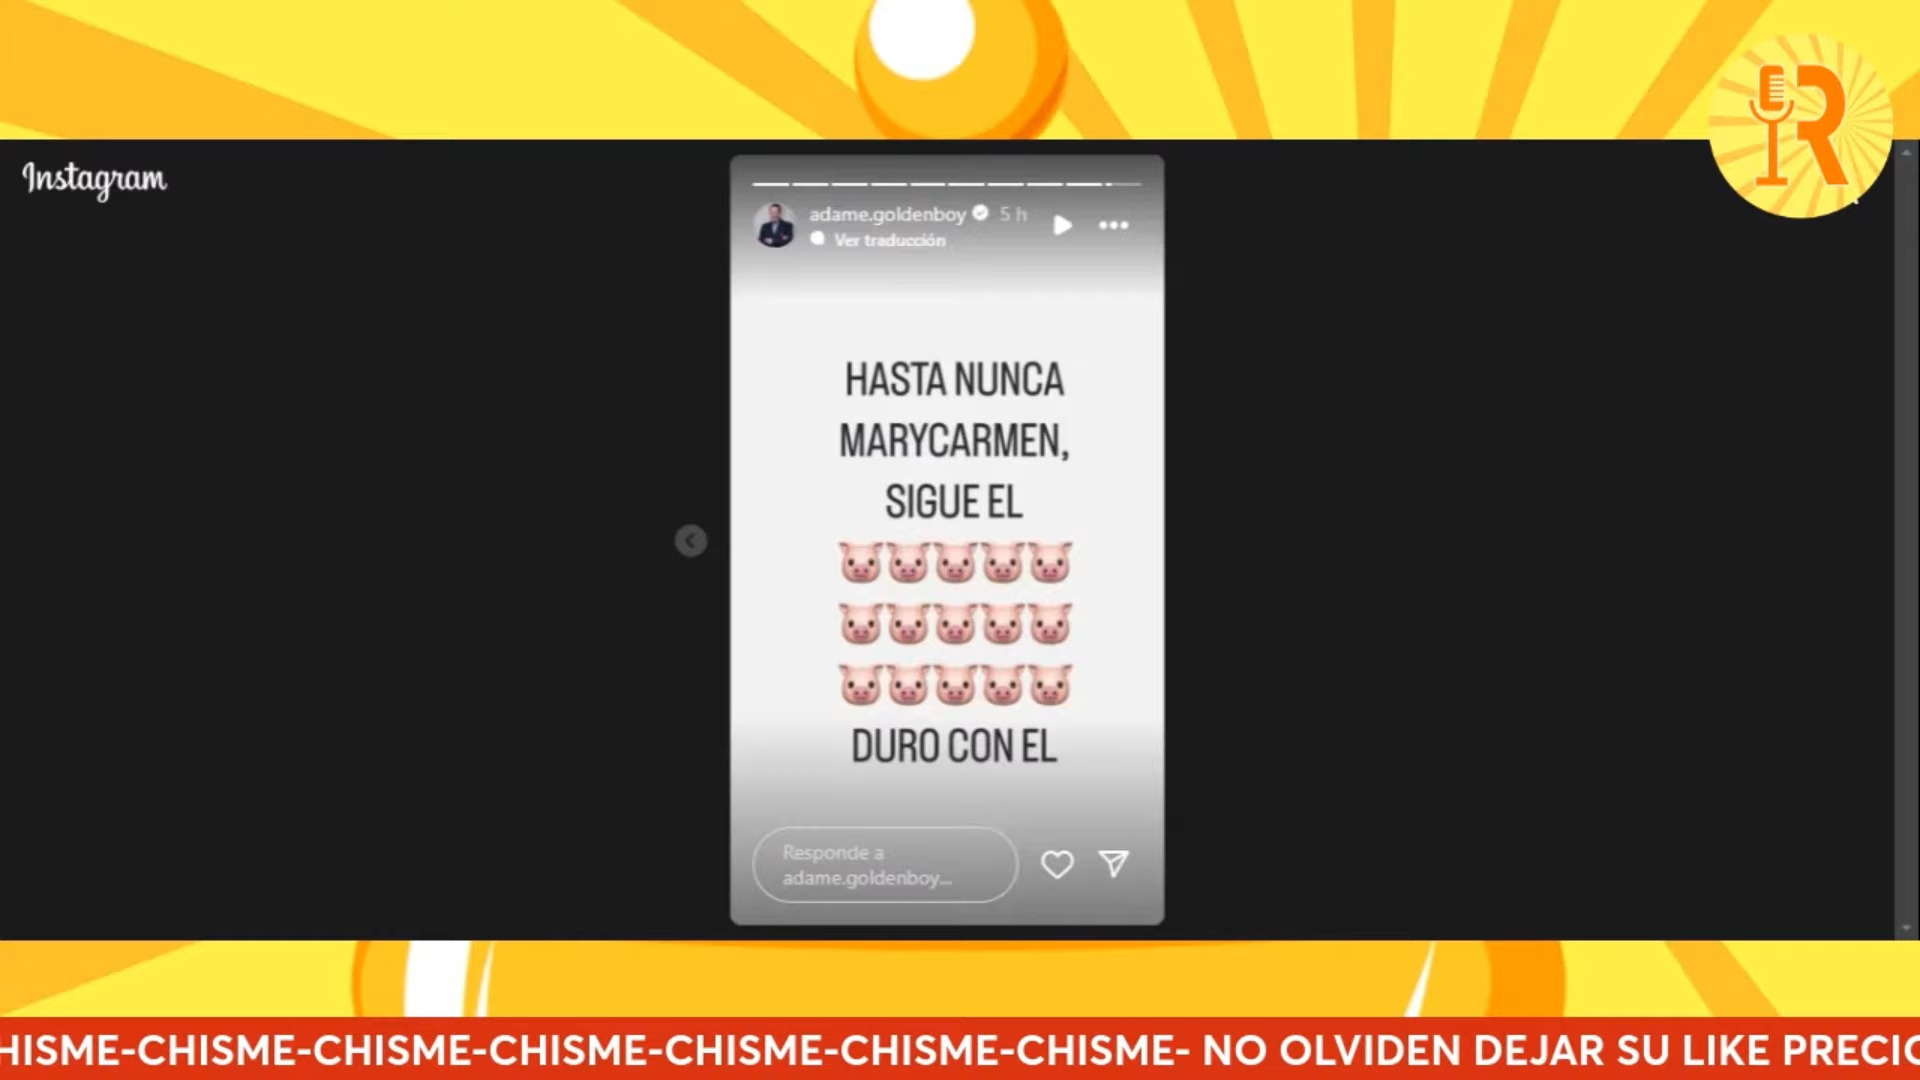 Instagram
R
adame.goldenboy 5 h
Ver traducción
HASTA NUNCA
MARYCARMEN,
SIGUE EL
DURO CON EL
Responde a
adame.goldenboy...
HISME-CHISME-CHISME-CHISME-CHISME-CHISME-CHISME- NO OLVIDEN DEJAR SU LIKE PRECIO